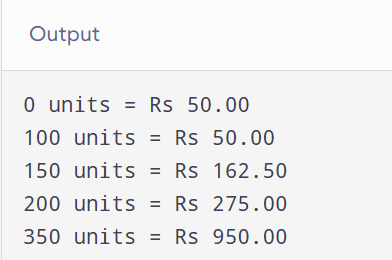 Output
0 units = Rs 50.00
100 units = Rs 50.00
150 units = Rs 162.50
200 units = Rs 275.00
350 units = Rs 950.00